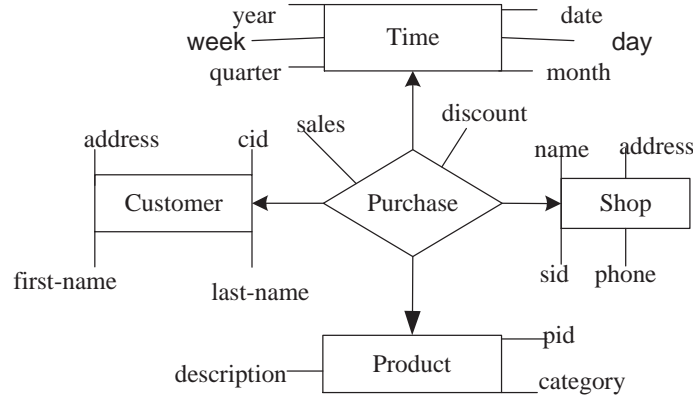 year
date
week
Time
day
quarter
month
sales
discount
address
cid
name
address
Customer
Purchase
Shop
first-name
last-name
sid
phone
pid
description
Product
category